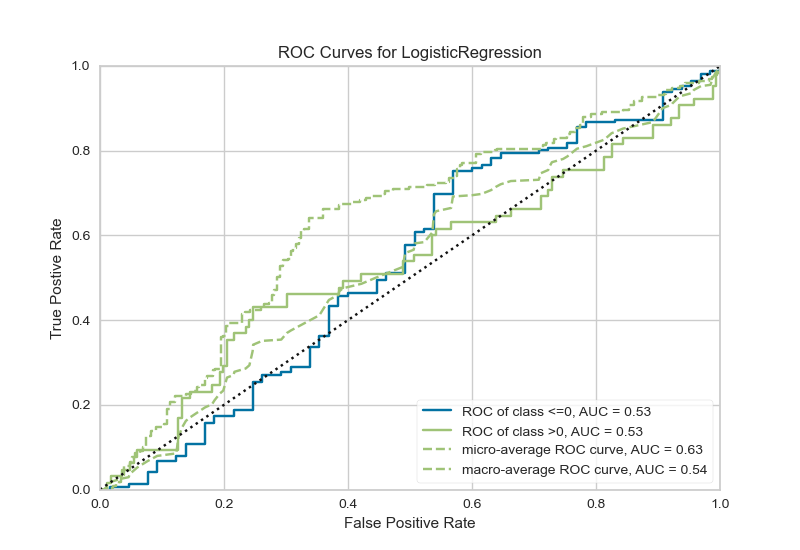 ROC Curves for LogisticRegression
1.0
0.8
0.6
0.4
0.2
0.0
True Positive Rate
ROC of class <=0, AUC = 0.53
ROC of class >0, AUC = 0.53
micro-average ROC curve, AUC = 0.63
macro-average ROC curve, AUC = 0.54
0.0 0.2 0.4 0.6 0.8 1.0
False Positive Rate